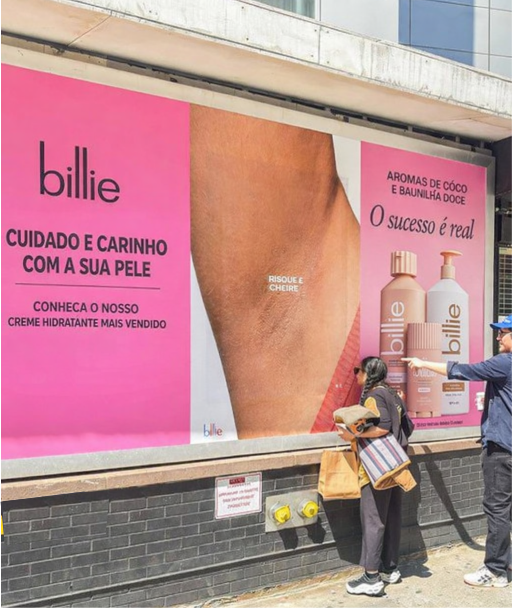 billie
CUIDADO E CARINHO
COM A SUA PELE
CONHECA O NOSSO
CREME HIDRATANTE MAIS VENDIDO
RISQUE E
CHEIRE
billie
AROMAS DE CÔCO
E BAUNILHA DOCE
O sucesso é real
billie
billie